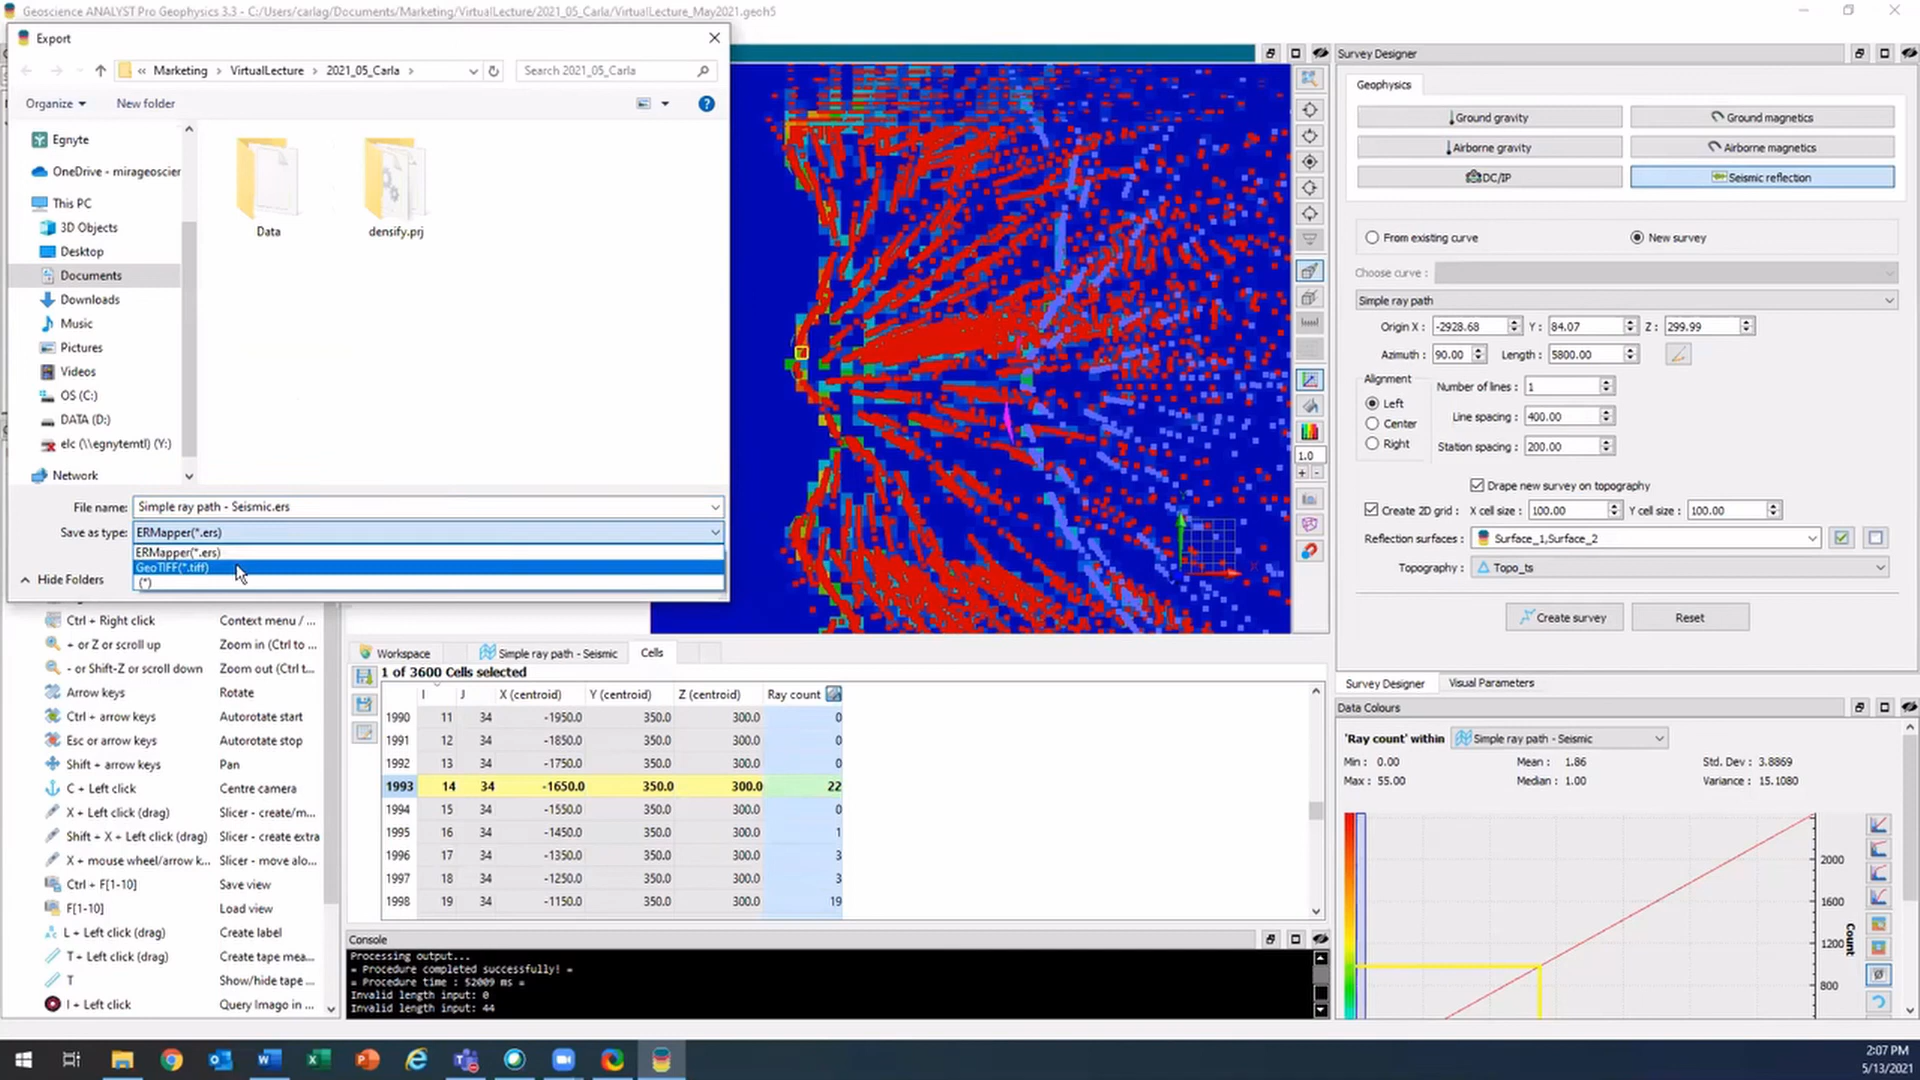 Geoscience ANALYST Pro Geophysics 3.3 - C:/Users/carlag/Documents/Marketing/VirtualLecture/2021_05_Carla/VirtualLecture_May2021.geoh5
Export
« Marketing › VirtualLecture › 2021_05_Carla ›
Search 2021_05_Carla
Organize
New folder
Egnyte
OneDrive - mirageoscier
This PC
3D Objects
Desktop
Documents
Downloads
Music
Pictures
Videos
OS (C:)
DATA (D:)
elc (\\egnytemtl) (Y:)
Network
Data
densify.prj
File name: Simple ray path - Seismic.ers
Save as type: ERMapper(*.ers)
ERMapper(*.ers)
GeoTIFF(*.tiff)
(*)
Hide Folders
Ctrl + Right click Context menu / ...
+ or Z or scroll up Zoom in (Ctrl to ...
- or Shift-Z or scroll down Zoom out (Ctrl t...
Arrow keys Rotate
Ctrl + arrow keys Autorotate start
Esc or arrow keys Autorotate stop
Shift + arrow keys Pan
C + Left click Centre camera
X + Left click (drag) Slicer - create/m...
Shift + X + Left click (drag) Slicer - create extra
X + mouse wheel/arrow k... Slicer - move alo...
Ctrl + F[1-10] Save view
F[1-10] Load view
L + Left click (drag) Create label
T + Left click (drag) Create tape mea...
T Show/hide tape ...
I + Left click Query Imago in ...
1.0
+ -
Workspace
Simple ray path - Seismic
Cells
1 of 3600 Cells selected
I J X (centroid) Y (centroid) Z (centroid) Ray count
1990 11 34 -1950.0 350.0 300.0 0
1991 12 34 -1850.0 350.0 300.0 0
1992 13 34 -1750.0 350.0 300.0 0
1993 14 34 -1650.0 350.0 300.0 22
1994 15 34 -1550.0 350.0 300.0 0
1995 16 34 -1450.0 350.0 300.0 1
1996 17 34 -1350.0 350.0 300.0 3
1997 18 34 -1250.0 350.0 300.0 3
1998 19 34 -1150.0 350.0 300.0 19
Console
Processing output...
= Procedure completed successfully! =
= Procedure time : 52009 ms =
Invalid length input: 0
Invalid length input: 44
Survey Designer
Geophysics
Ground gravity
Ground magnetics
Airborne gravity
Airborne magnetics
DC/IP
Seismic reflection
From existing curve
New survey
Choose curve :
Simple ray path
Origin X : -2928.68 Y : 84.07 Z : 299.99
Azimuth : 90.00 Length : 5800.00
Alignment
Left
Center
Right
Number of lines : 1
Line spacing : 400.00
Station spacing : 200.00
Drape new survey on topography
Create 2D grid : X cell size : 100.00 Y cell size : 100.00
Reflection surfaces : Surface_1,Surface_2
Topography : Topo_ts
Create survey
Reset
Survey Designer
Visual Parameters
Data Colours
'Ray count' within Simple ray path - Seismic
Min : 0.00 Mean : 1.86 Std. Dev : 3.8869
Max : 55.00 Median : 1.00 Variance : 15.1080
2000
1600
1200
800
Count
2:07 PM
5/13/2021